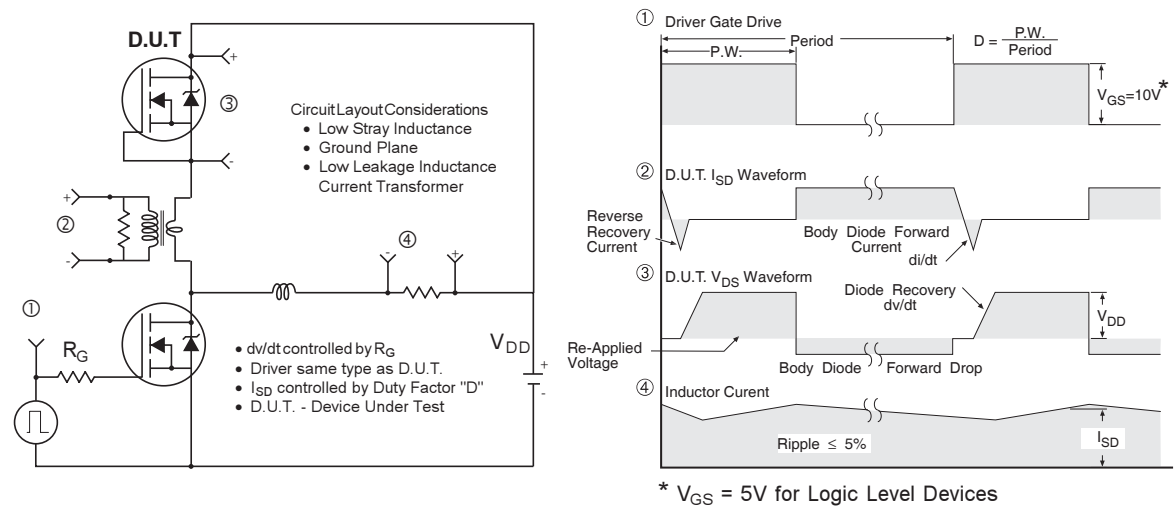 D.U.T
+
③
-
Circuit Layout Considerations
• Low Stray Inductance
• Ground Plane
• Low Leakage Inductance
Current Transformer
+
②
-
④
- +
①
R_G
V_DD
+
-
• dv/dt controlled by R_G
• Driver same type as D.U.T.
• I_SD controlled by Duty Factor "D"
• D.U.T. - Device Under Test
① Driver Gate Drive
P.W.
Period
D = P.W.
Period
V_GS=10V*
② D.U.T. I_SD Waveform
Reverse
Recovery
Current
Body Diode Forward
Current
di/dt
③ D.U.T. V_DS Waveform
Diode Recovery
dv/dt
V_DD
Re-Applied
Voltage
Body Diode Forward Drop
④ Inductor Curent
Ripple ≤ 5%
I_SD
* V_GS = 5V for Logic Level Devices